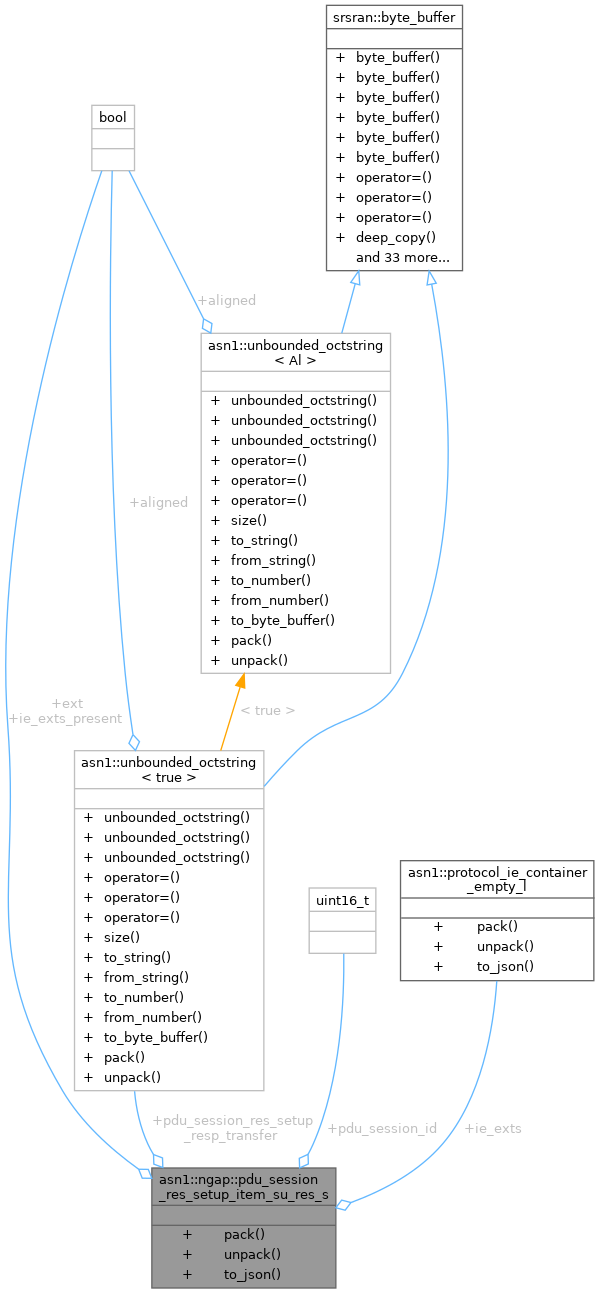 srsran::byte_buffer
+ byte_buffer()
+ byte_buffer()
+ byte_buffer()
+ byte_buffer()
+ byte_buffer()
+ byte_buffer()
+ operator=()
+ operator=()
+ operator=()
+ deep_copy()
and 33 more...
bool
+aligned
asn1::unbounded_octstring
< Al >
+ unbounded_octstring()
+ unbounded_octstring()
+ unbounded_octstring()
+ operator=()
+ operator=()
+ operator=()
+ size()
+ to_string()
+ from_string()
+ to_number()
+ from_number()
+ to_byte_buffer()
+ pack()
+ unpack()
+aligned
+ext
+ie_exts_present
< true >
asn1::unbounded_octstring
< true >
+ unbounded_octstring()
+ unbounded_octstring()
+ unbounded_octstring()
+ operator=()
+ operator=()
+ operator=()
+ size()
+ to_string()
+ from_string()
+ to_number()
+ from_number()
+ to_byte_buffer()
+ pack()
+ unpack()
uint16_t
asn1::protocol_ie_container
_empty_l
+ pack()
+ unpack()
+ to_json()
+pdu_session_res_setup
_resp_transfer
+pdu_session_id
+ie_exts
asn1::ngap::pdu_session
_res_setup_item_su_res_s
+ pack()
+ unpack()
+ to_json()